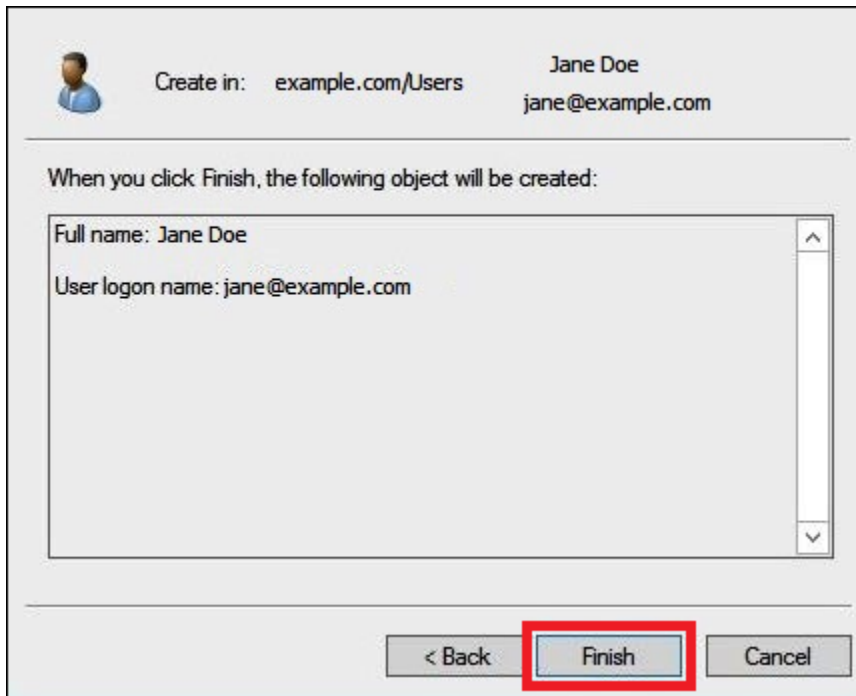 Create in: example.com/Users
Jane Doe
jane@example.com
When you click Finish, the following object will be created:
Full name: Jane Doe
User logon name: jane@example.com
< Back
Finish
Cancel